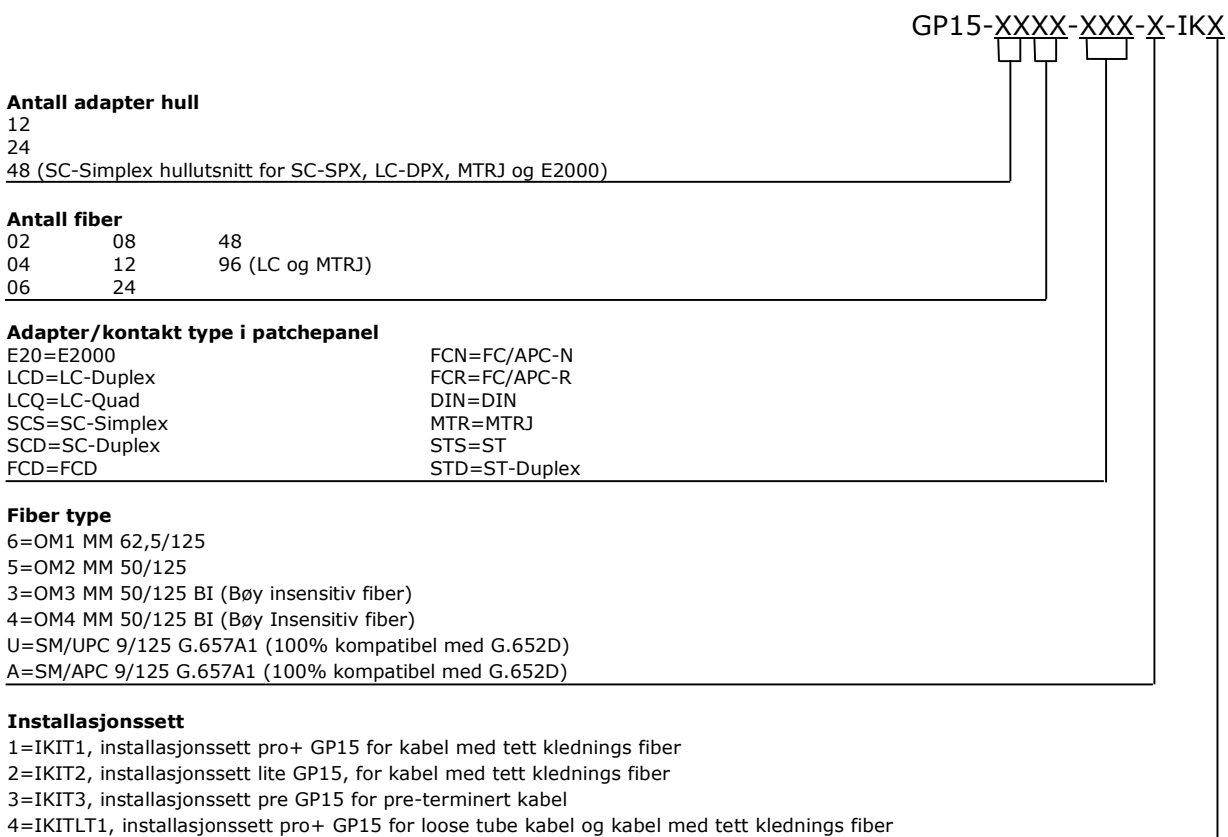 GP15-XXXX-XXX-X-IKX
Antall adapter hull
12
24
48 (SC-Simplex hullutsnitt for SC-SPX, LC-DPX, MTRJ og E2000)
Antall fiber
02 08 48
04 12 96 (LC og MTRJ)
06 24
Adapter/kontakt type i patchepanel
E20=E2000 FCN=FC/APC-N
LCD=LC-Duplex FCR=FC/APC-R
LCQ=LC-Quad DIN=DIN
SCS=SC-Simplex MTR=MTRJ
SCD=SC-Duplex STS=ST
FCD=FCD STD=ST-Duplex
Fiber type
6=OM1 MM 62,5/125
5=OM2 MM 50/125
3=OM3 MM 50/125 BI (Bøy insensitiv fiber)
4=OM4 MM 50/125 BI (Bøy Insensitiv fiber)
U=SM/UPC 9/125 G.657A1 (100% kompatibel med G.652D)
A=SM/APC 9/125 G.657A1 (100% kompatibel med G.652D)
Installasjonssett
1=IKIT1, installasjonssett pro+ GP15 for kabel med tett klednings fiber
2=IKIT2, installasjonssett lite GP15, for kabel med tett klednings fiber
3=IKIT3, installasjonssett pre GP15 for pre-terminert kabel
4=IKITLT1, installasjonssett pro+ GP15 for loose tube kabel og kabel med tett klednings fiber